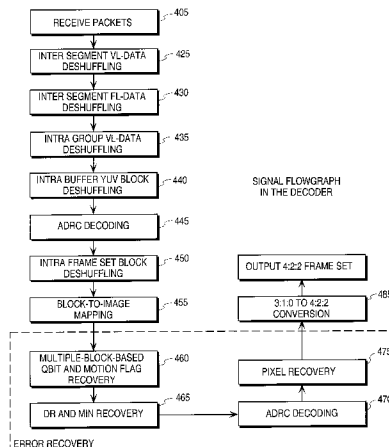 RECEIVE PACKETS
405
INTER SEGMENT VL-DATA
DESHUFFLING
425
INTER SEGMENT FL-DATA
DESHUFFLING
430
INTRA GROUP VL-DATA
DESHUFFLING
435
INTRA BUFFER YUV BLOCK
DESHUFFLING
440
ADRC DECODING
445
INTRA FRAME SET BLOCK
DESHUFFLING
450
BLOCK-TO-IMAGE
MAPPING
455
MULTIPLE-BLOCK-BASED
QBIT AND MOTION FLAG
RECOVERY
460
DR AND MIN RECOVERY
465
ERROR RECOVERY
SIGNAL FLOWGRAPH
IN THE DECODER
OUTPUT 4:2:2 FRAME SET
3:1:0 TO 4:2:2
CONVERSION
485
PIXEL RECOVERY
475
ADRC DECODING
470